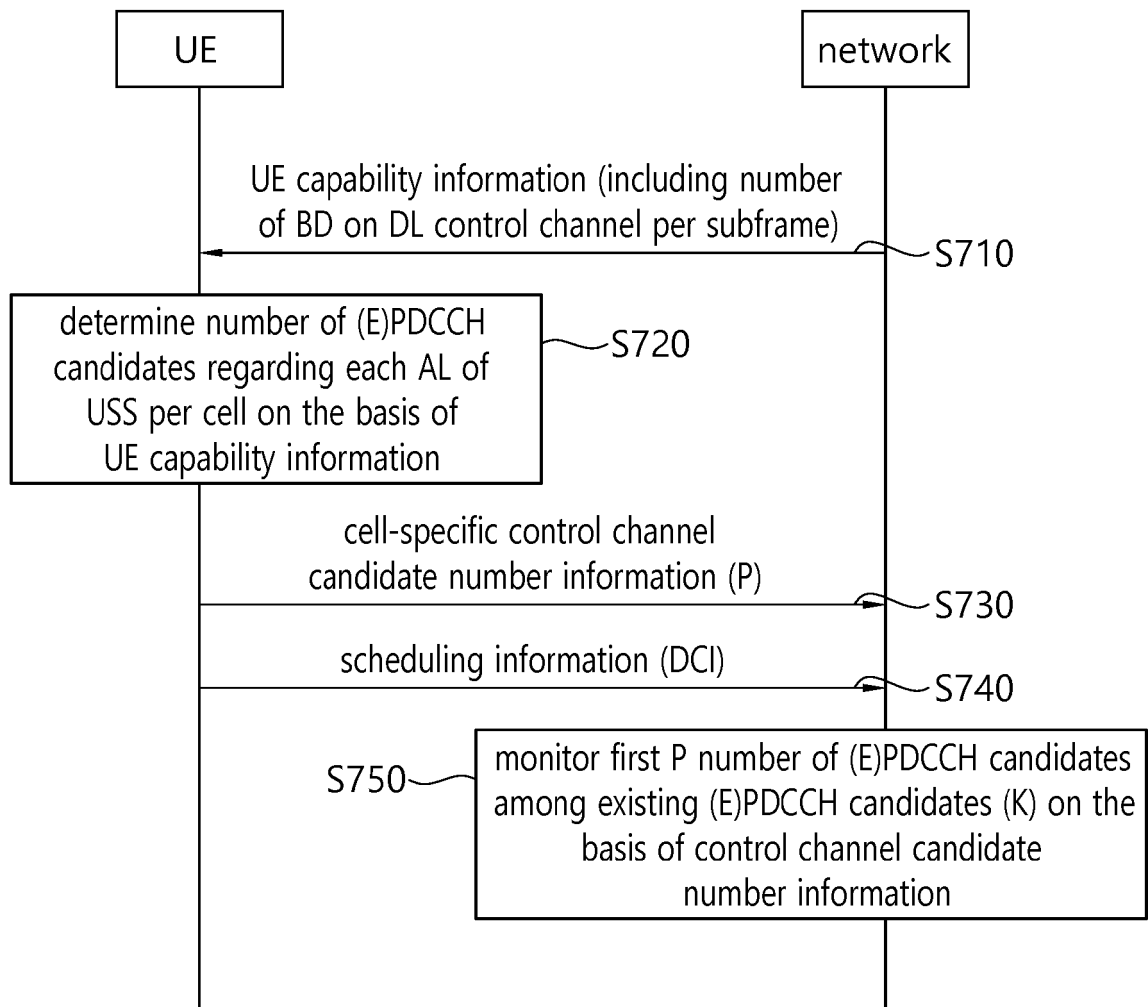 UE
network
UE capability information (including number
of BD on DL control channel per subframe)
S710
determine number of (E)PDCCH
candidates regarding each AL of
USS per cell on the basis of
UE capability information
S720
cell-specific control channel
candidate number information (P)
S730
scheduling information (DCI)
S740
S750
monitor first P number of (E)PDCCH candidates
among existing (E)PDCCH candidates (K) on the
basis of control channel candidate
number information